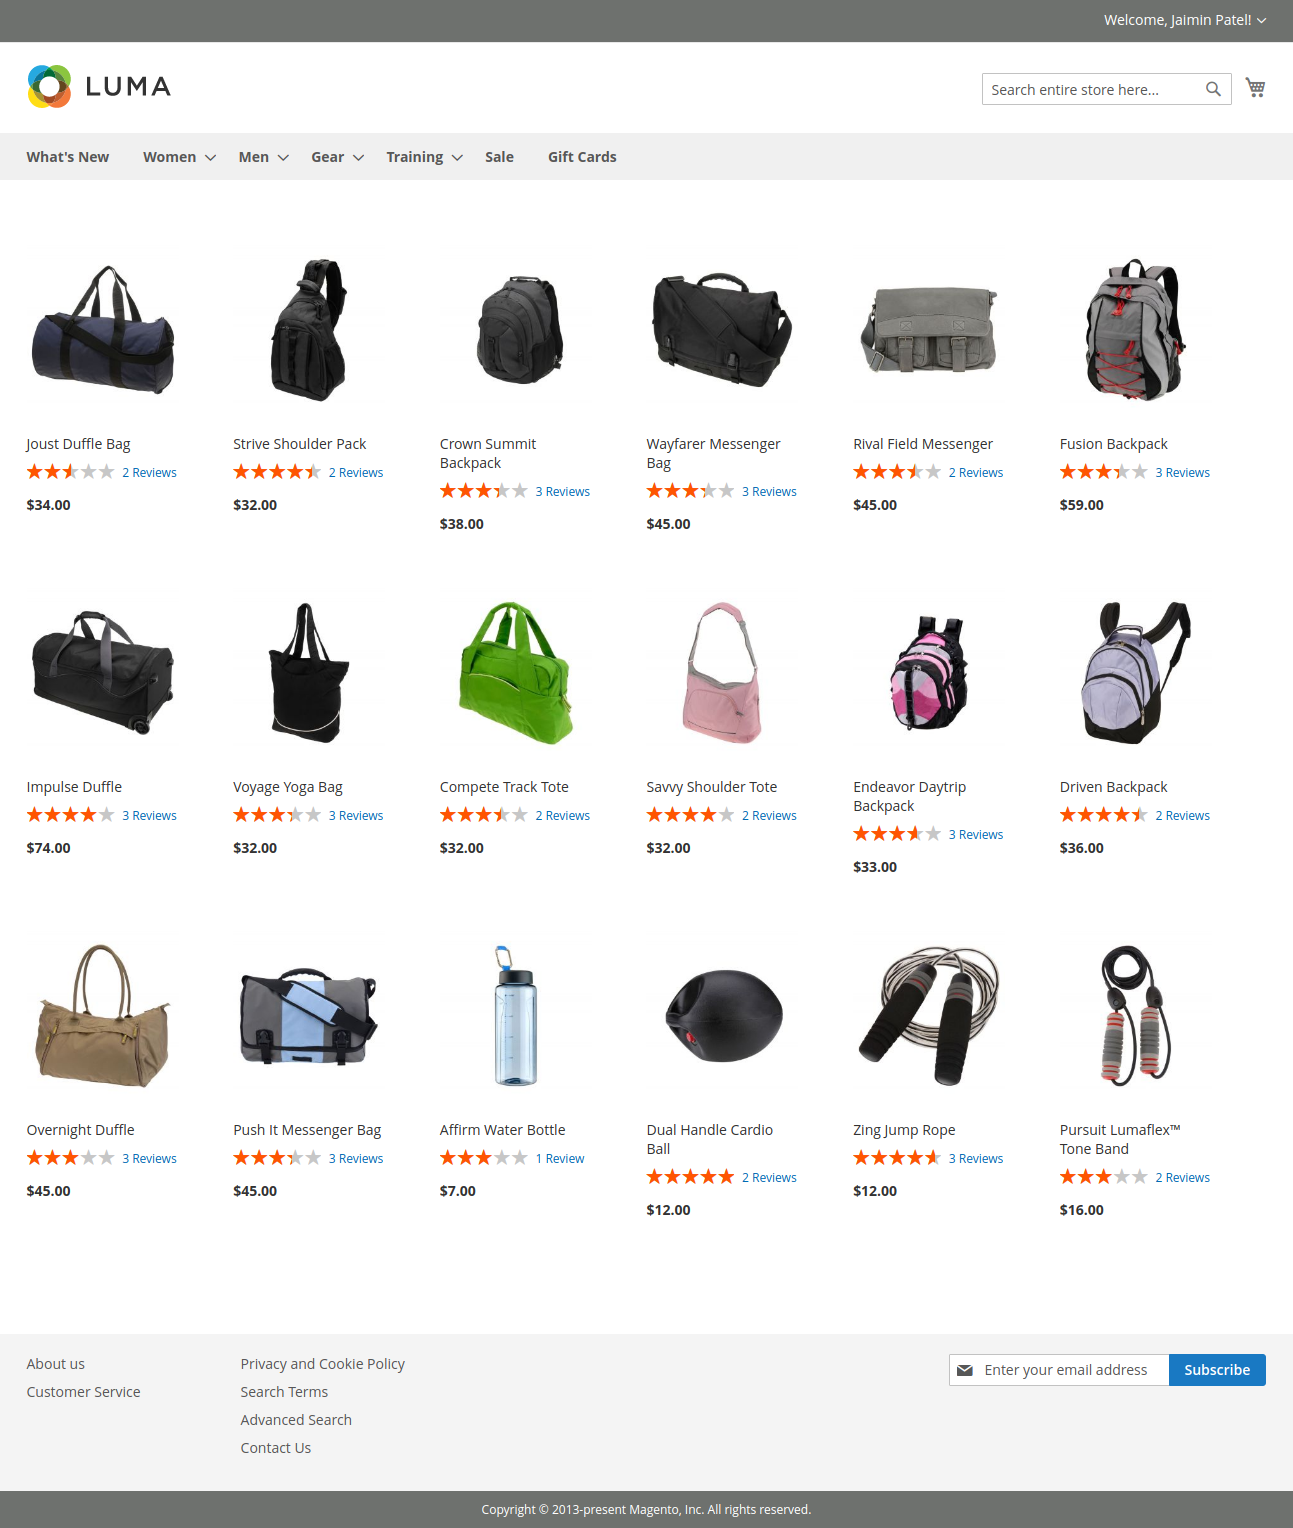 Welcome, Jaimin Patel!
LUMA
Search entire store here...
What's New Women Men Gear Training Sale Gift Cards
Joust Duffle Bag
2 Reviews
$34.00
Strive Shoulder Pack
2 Reviews
$32.00
Crown Summit
Backpack
3 Reviews
$38.00
Wayfarer Messenger
Bag
3 Reviews
$45.00
Rival Field Messenger
2 Reviews
$45.00
Fusion Backpack
3 Reviews
$59.00
Impulse Duffle
3 Reviews
$74.00
Voyage Yoga Bag
3 Reviews
$32.00
Compete Track Tote
2 Reviews
$32.00
Savvy Shoulder Tote
2 Reviews
$32.00
Endeavor Daytrip
Backpack
3 Reviews
$33.00
Driven Backpack
2 Reviews
$36.00
Overnight Duffle
3 Reviews
$45.00
Push It Messenger Bag
3 Reviews
$45.00
Affirm Water Bottle
1 Review
$7.00
Dual Handle Cardio
Ball
2 Reviews
$12.00
Zing Jump Rope
3 Reviews
$12.00
Pursuit Lumaflex™
Tone Band
2 Reviews
$16.00
About us
Customer Service
Privacy and Cookie Policy
Search Terms
Advanced Search
Contact Us
Enter your email address
Subscribe
Copyright © 2013-present Magento, Inc. All rights reserved.